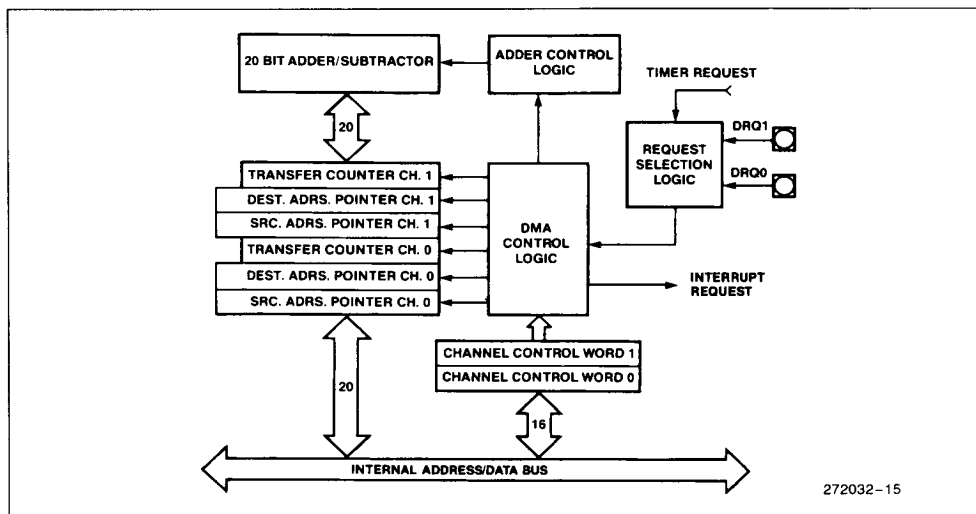 20 BIT ADDER/SUBTRACTOR
ADDER CONTROL
LOGIC
TIMER REQUEST
20
DRQ1
REQUEST
SELECTION
LOGIC
DRQ0
TRANSFER COUNTER CH. 1
DEST. ADRS. POINTER CH. 1
SRC. ADRS. POINTER CH. 1
TRANSFER COUNTER CH. 0
DEST. ADRS. POINTER CH. 0
SRC. ADRS. POINTER CH. 0
DMA
CONTROL
LOGIC
INTERRUPT
REQUEST
CHANNEL CONTROL WORD 1
CHANNEL CONTROL WORD 0
20
16
INTERNAL ADDRESS/DATA BUS
272032-15